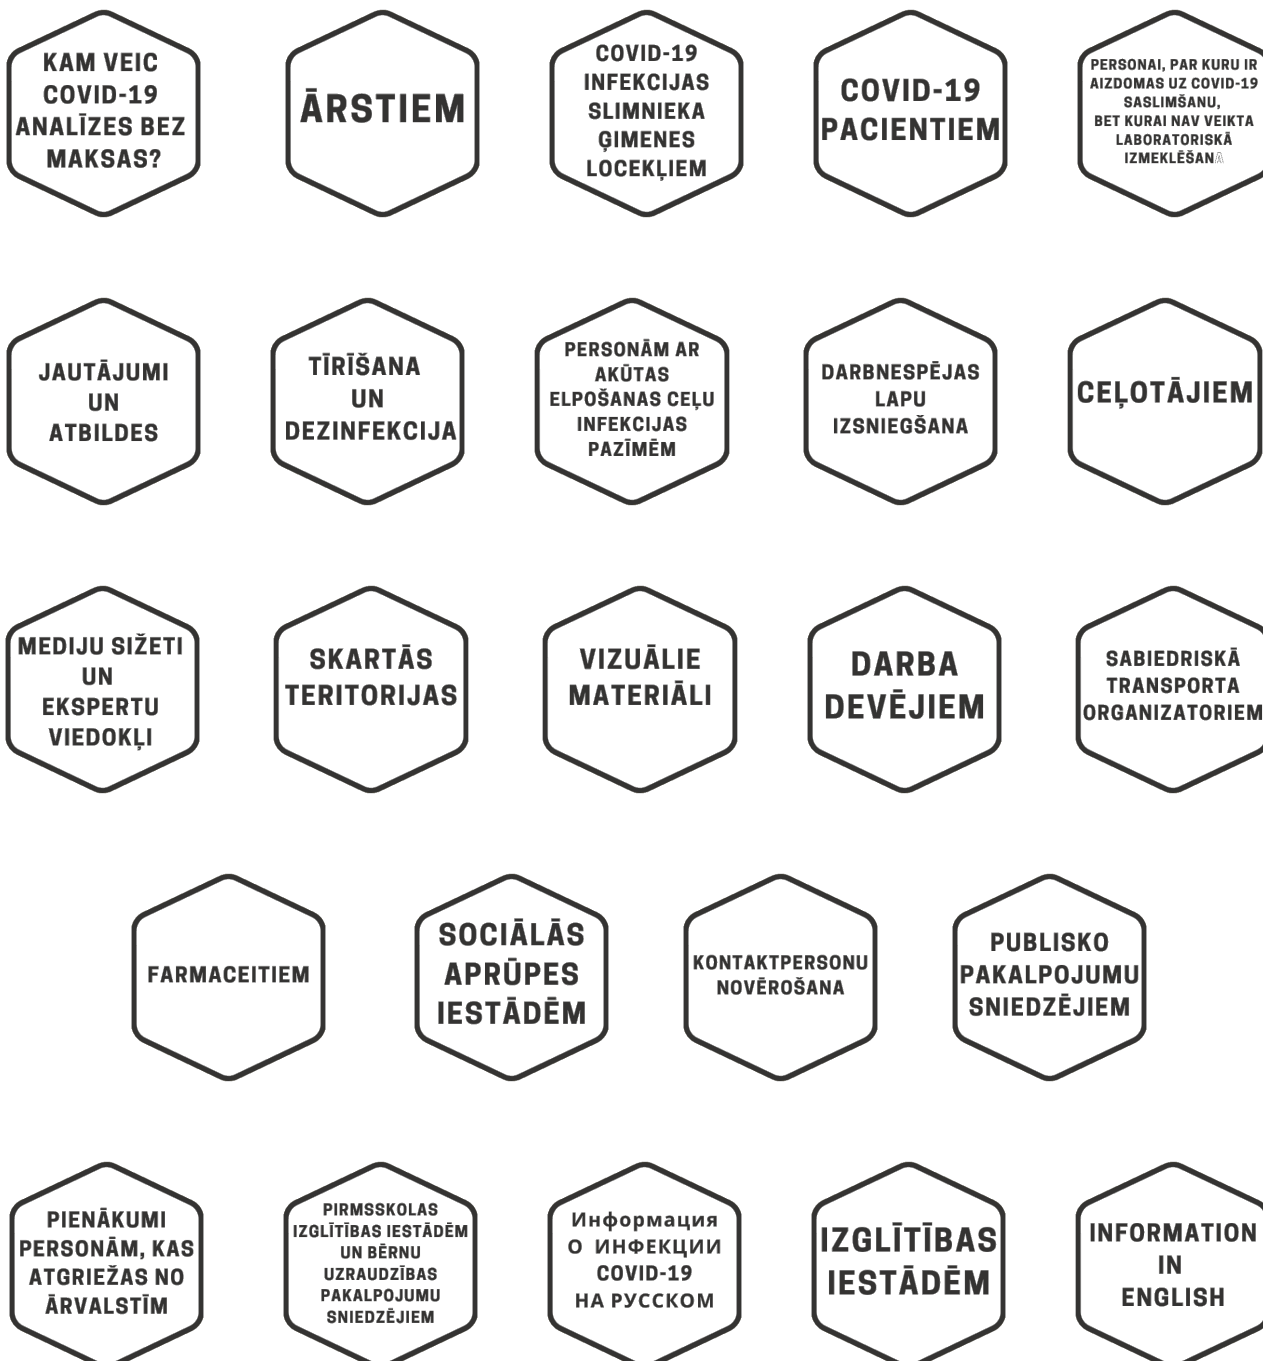 KAM VEIC
COVID-19
ANALĪZES BEZ
MAKSAS?
ĀRSTIEM
COVID-19
INFEKCIJAS
SLIMNIEKA
ĢIMENES
LOCEKĻIEM
COVID-19
PACIENTIEM
PERSONAI, PAR KURU IR
AIZDOMAS UZ COVID-19
SASLIMŠANU,
BET KURAI NAV VEIKTA
LABORATORISKĀ
IZMEKLĒŠANA
JAUTĀJUMI
UN
ATBILDES
TĪRĪŠANA
UN
DEZINFEKCIJA
PERSONĀM AR
AKŪTAS
ELPOŠANAS CEĻU
INFEKCIJAS
PAZĪMĒM
DARBNESPĒJAS
LAPU
IZSNIEGŠANA
CEĻOTĀJIEM
MEDIJU SIŽETI
UN
EKSPERTU
VIEDOKĻI
SKARTĀS
TERITORIJAS
VIZUĀLIE
MATERIĀLI
DARBA
DEVĒJIEM
SABIEDRISKĀ
TRANSPORTA
ORGANIZATORIEM
FARMACEITIEM
SOCIĀLĀS
APRŪPES
IESTĀDĒM
KONTAKTPERSONU
NOVĒROŠANA
PUBLISKO
PAKALPOJUMU
SNIEDZĒJIEM
PIENĀKUMI
PERSONĀM, KAS
ATGRIEŽAS NO
ĀRVALSTĪM
PIRMSSKOLAS
IZGLĪTĪBAS IESTĀDĒM
UN BĒRNU
UZRAUDZĪBAS
PAKALPOJUMU
SNIEDZĒJIEM
Информация
О ИНФЕКЦИИ
COVID-19
НА РУССКОМ
IZGLĪTĪBAS
IESTĀDĒM
INFORMATION
IN
ENGLISH